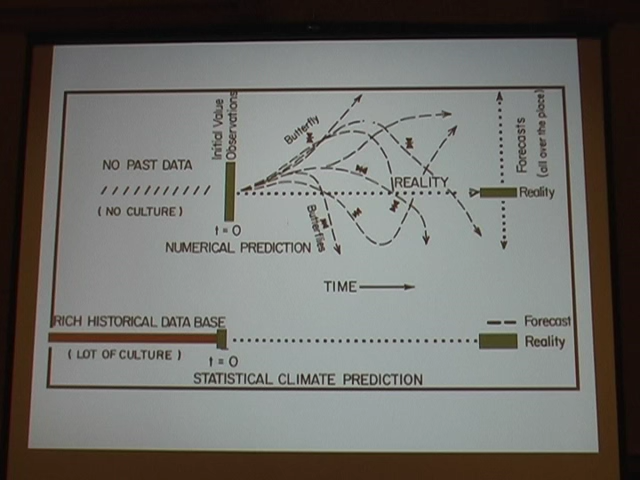 Initial Value
Observations
NO PAST DATA
( NO CULTURE )
t = 0
NUMERICAL PREDICTION
Butterfly
Butterflies
REALITY
Forecasts
(all over the place)
Reality
TIME
RICH HISTORICAL DATA BASE
( LOT OF CULTURE )
t = 0
Forecast
Reality
STATISTICAL CLIMATE PREDICTION